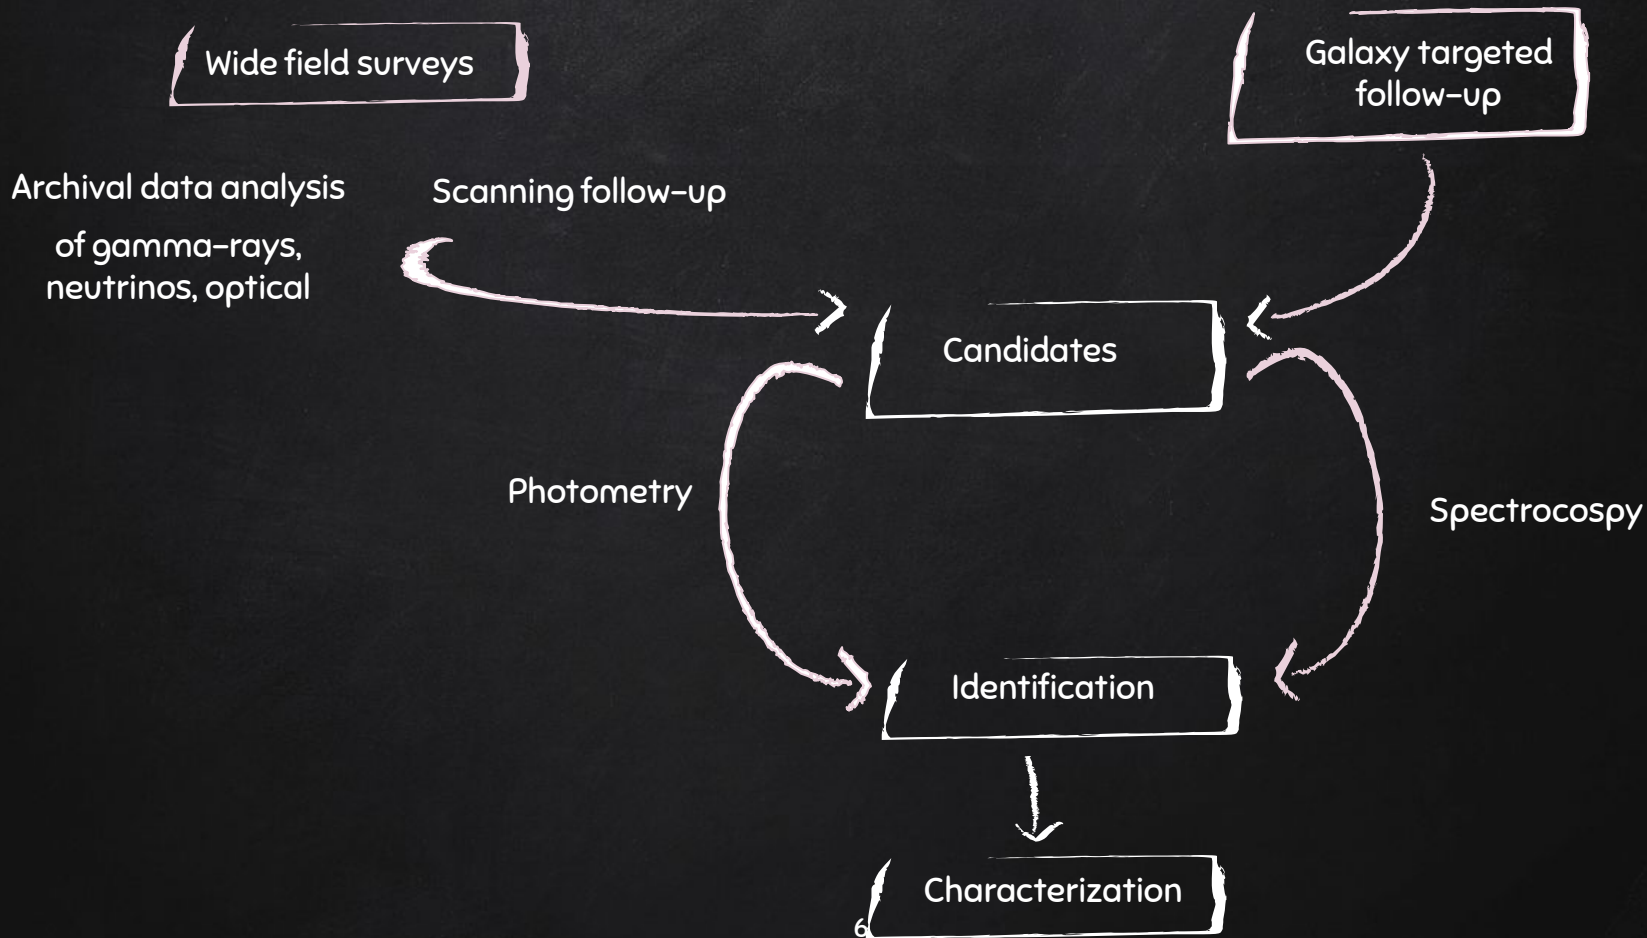 Wide field surveys
Galaxy targeted
follow-up
Archival data analysis
of gamma-rays,
neutrinos, optical
Scanning follow-up
Candidates
Photometry
Spectrocospy
Identification
Characterization
6